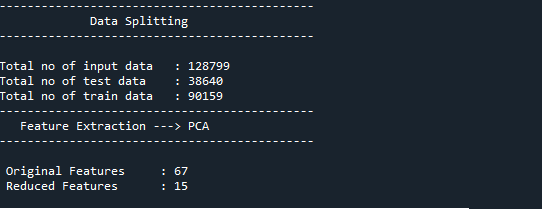 --------------------------------------------
Data Splitting
--------------------------------------------
Total no of input data : 128799
Total no of test data : 38640
Total no of train data : 90159
--------------------------------------------
Feature Extraction ---> PCA
--------------------------------------------
Original Features : 67
Reduced Features : 15